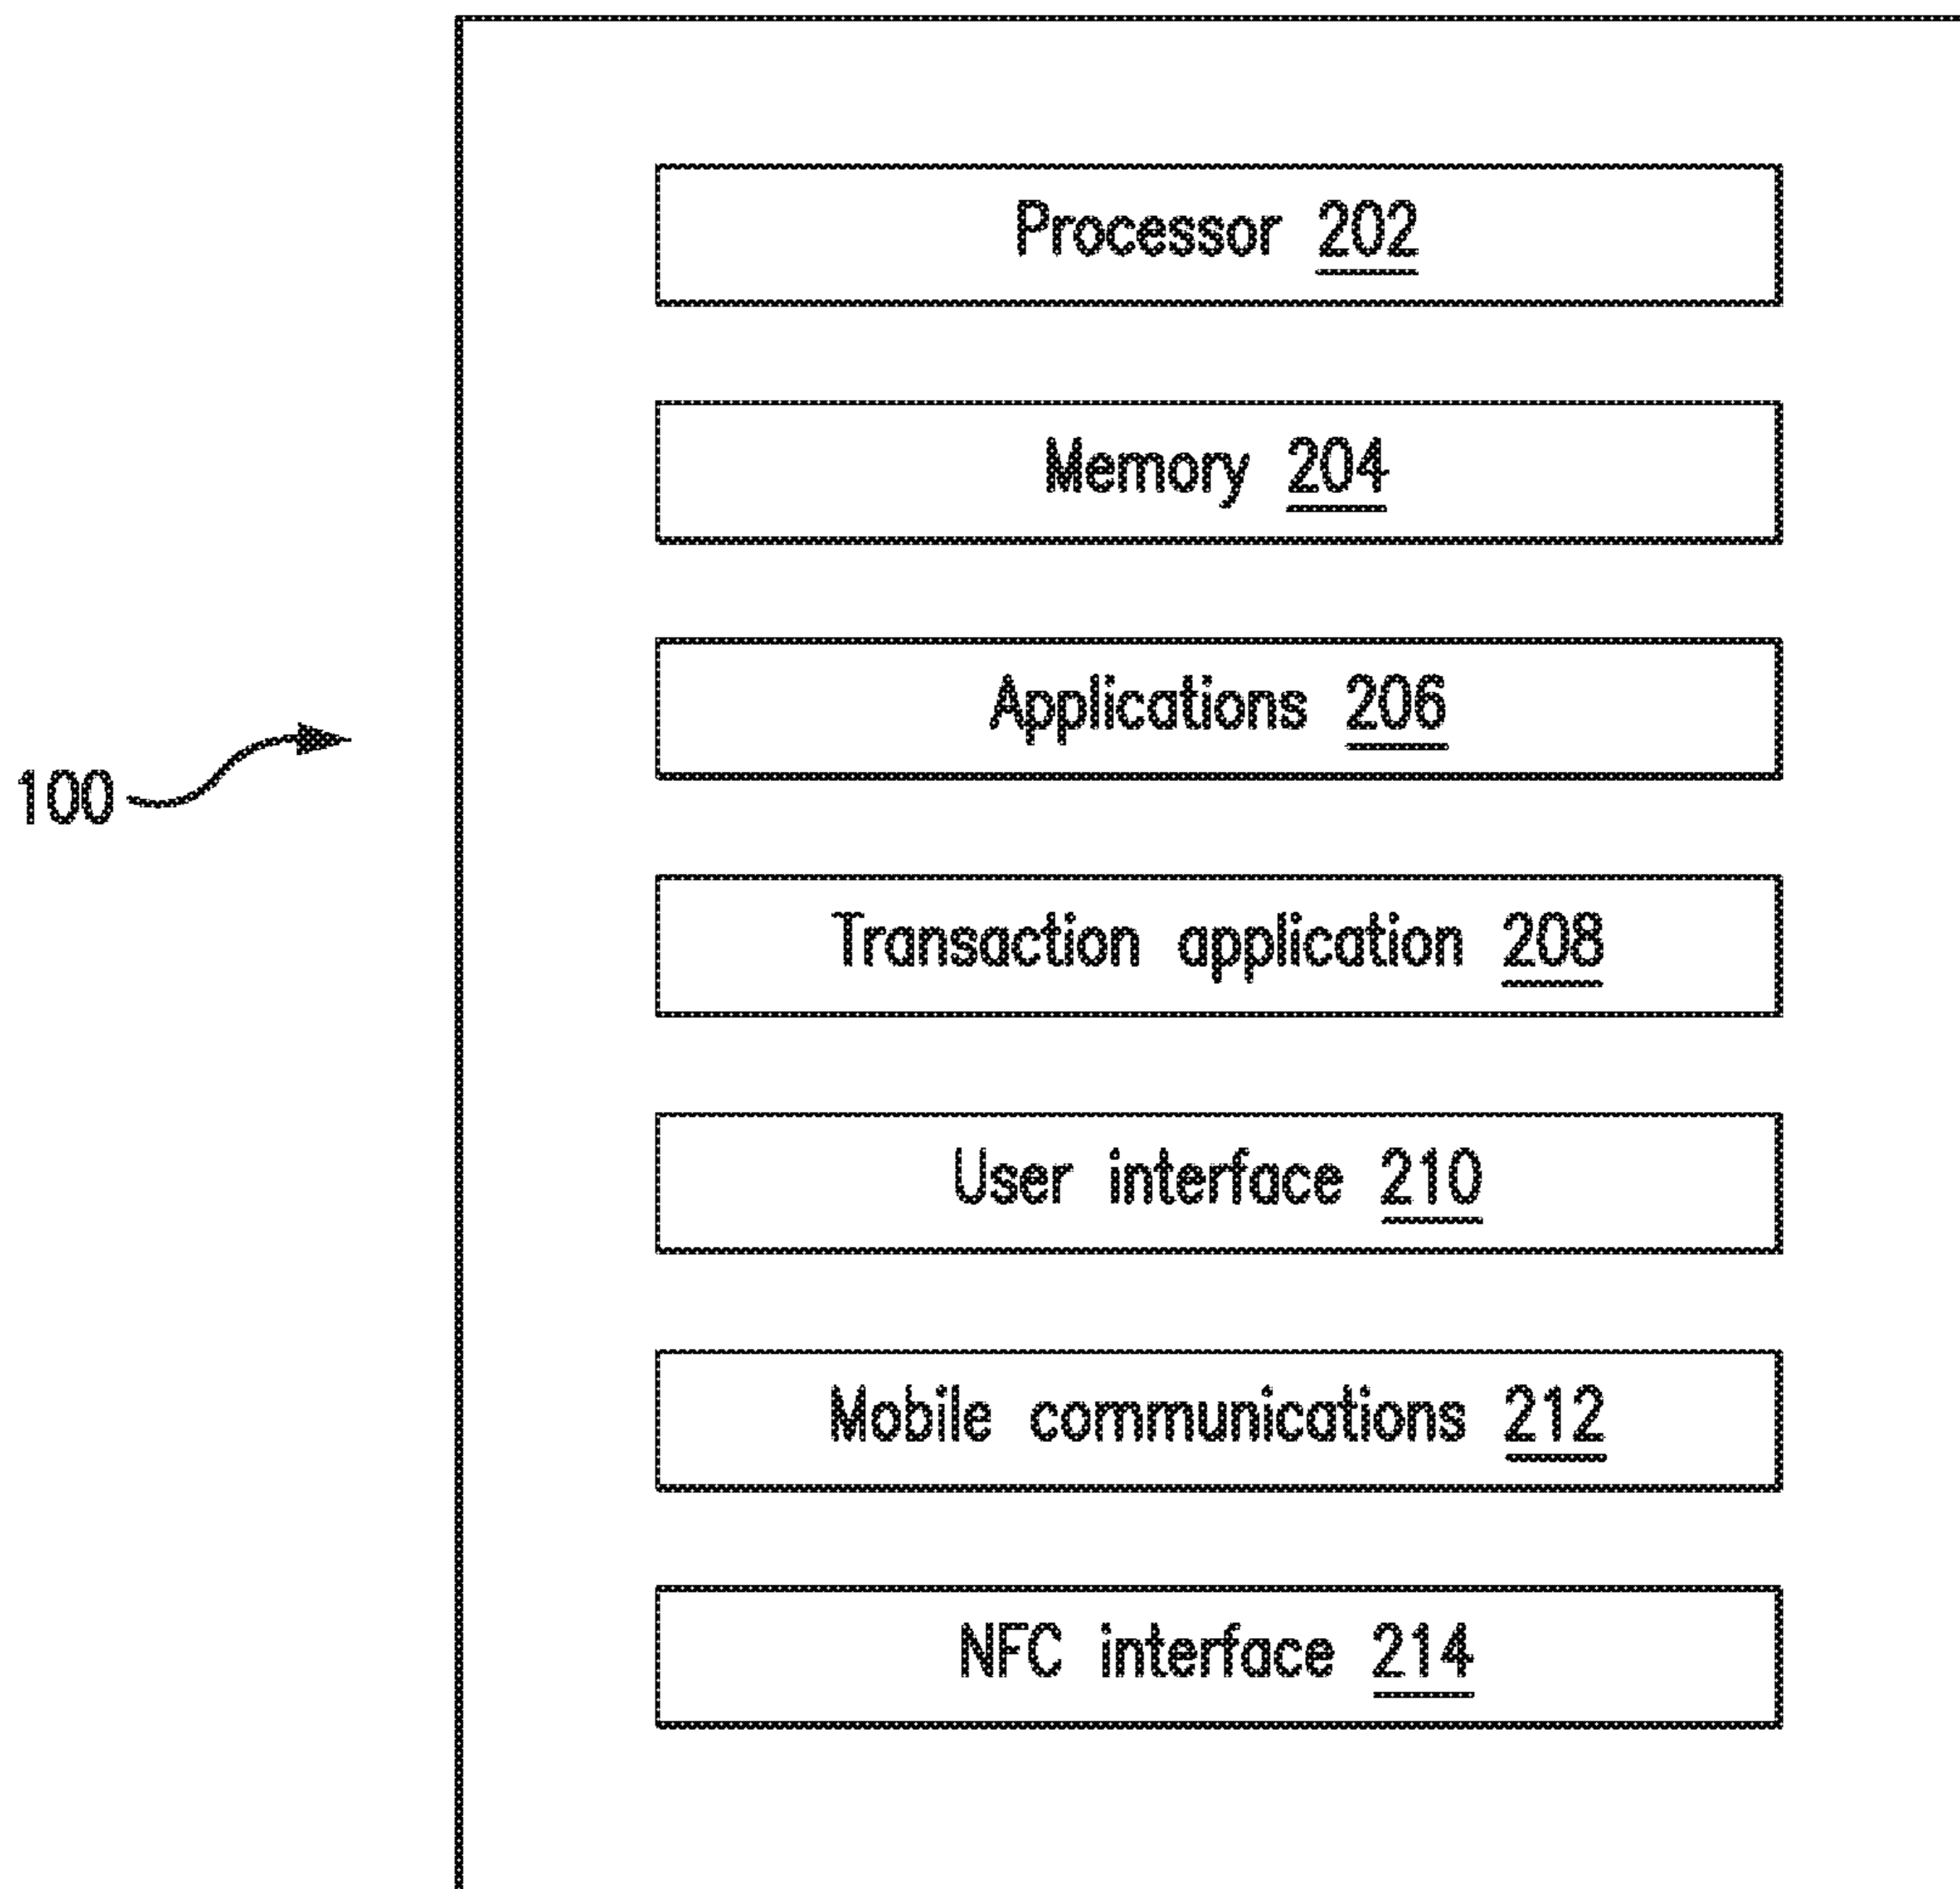 Processor 202
Memory 204
Applications 206
100
Transaction application 208
User interface 210
Mobile communications 212
NFC interface 214